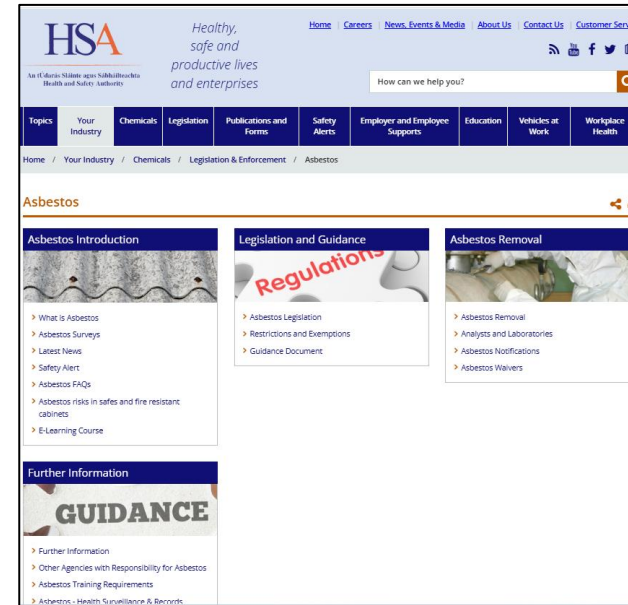 HSA
An tÚdarás Sláinte agus Sábháilteachta
Health and Safety Authority
Healthy,
safe and
productive lives
and enterprises
Home | Careers | News, Events & Media | About Us | Contact Us | Customer Serv
How can we help you?
Topics
Your
Industry
Chemicals
Legislation
Publications and
Forms
Safety
Alerts
Employer and Employee
Supports
Education
Vehicles at
Work
Workplace
Health
Home / Your Industry / Chemicals / Legislation & Enforcement / Asbestos
Asbestos
Asbestos Introduction
What is Asbestos
Asbestos Surveys
Latest News
Safety Alert
Asbestos FAQs
Asbestos risks in safes and fire resistant
cabinets
E-Learning Course
Legislation and Guidance
Regulations
Asbestos Legislation
Restrictions and Exemptions
Guidance Document
Asbestos Removal
Asbestos Removal
Analysts and Laboratories
Asbestos Notifications
Asbestos Waivers
Further Information
GUIDANCE
Further Information
Other Agencies with Responsibility for Asbestos
Asbestos Training Requirements
Asbestos - Health Surveillance & Records